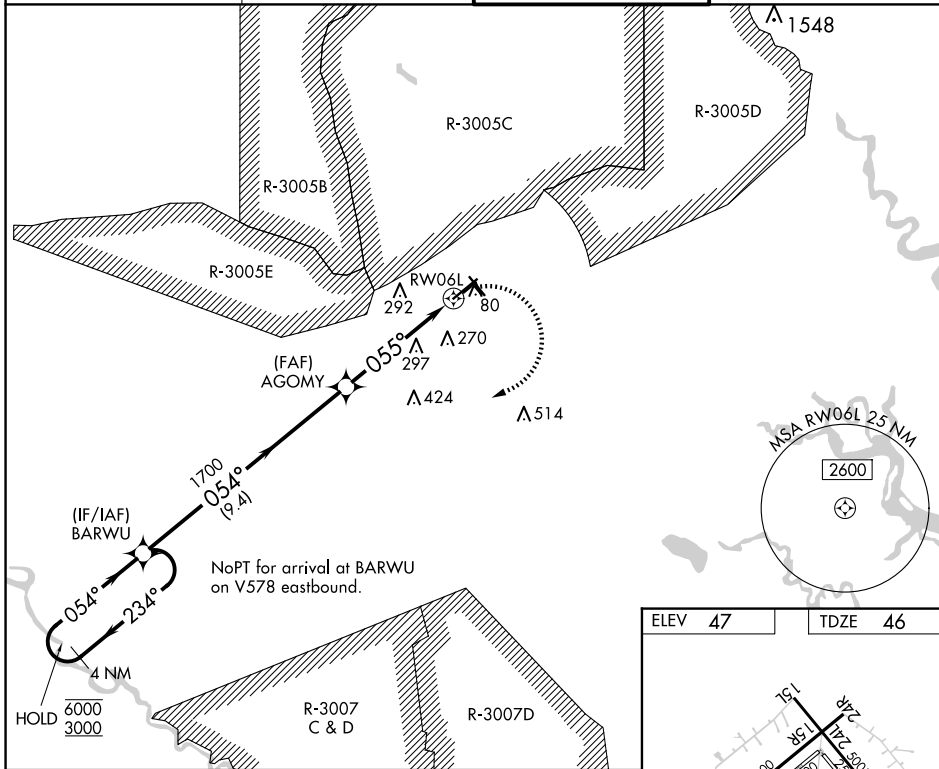 1548
R-3005C
R-3005D
R-3005B
R-3005E
RW06L
292
80
270
297
055°
(FAF)
AGOMY
424
514
MSA RW06L 25 NM
2600
1700
054°
(9.4)
(IF/IAF)
BARWU
NoPT for arrival at BARWU
on V578 eastbound.
054°
234°
4 NM
HOLD
6000
3000
R-3007
C & D
R-3007D
ELEV 47
TDZE 46
15L
24R
15R
24L